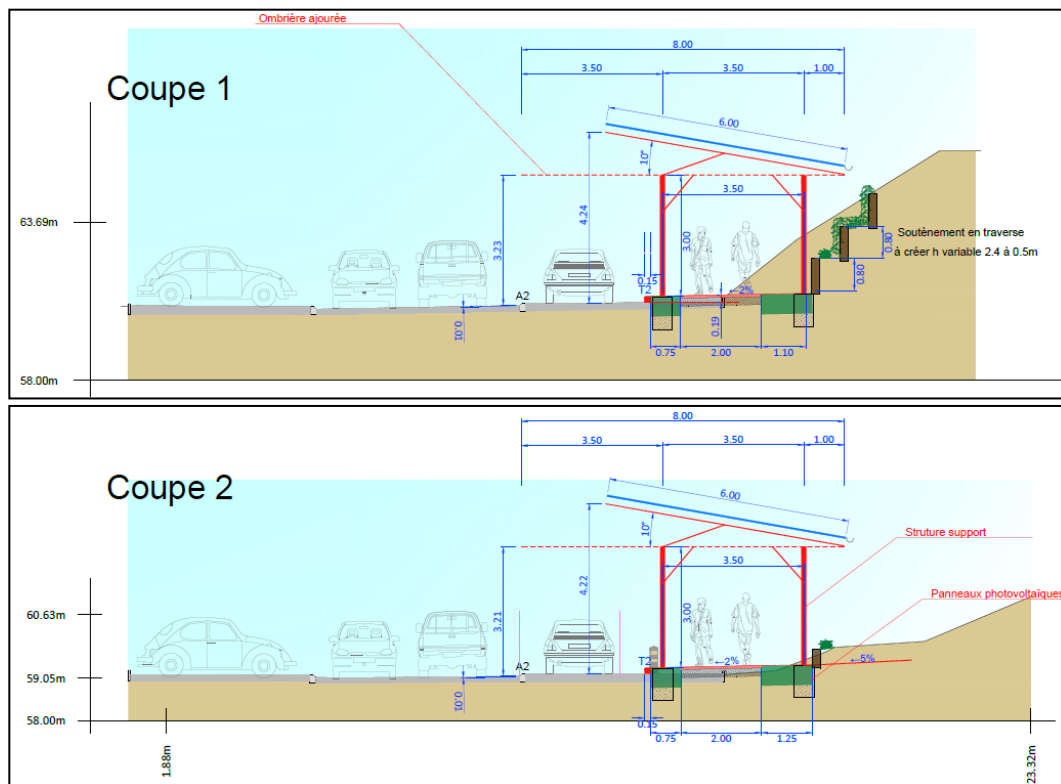 Ombrière ajourée
8.00
3.50
3.50
1.00
Coupe 1
6.00
10°
3.50
63.69m
4.24
3.23
3.00
Soutènement en traverse
à créer h variable 2.4 à 0.5m
0.80
0.80
0.15
T2
A2
←2%
0.01
0.19
0.75
2.00
1.10
58.00m
8.00
3.50
3.50
1.00
Coupe 2
6.00
10°
Struture support
3.50
4.22
3.21
3.00
Panneaux photovoltaïques
60.63m
T2
A2
←2%
←5%
59.05m
0.01
58.00m
0.15
0.75
2.00
1.25
1.88m
23.32m